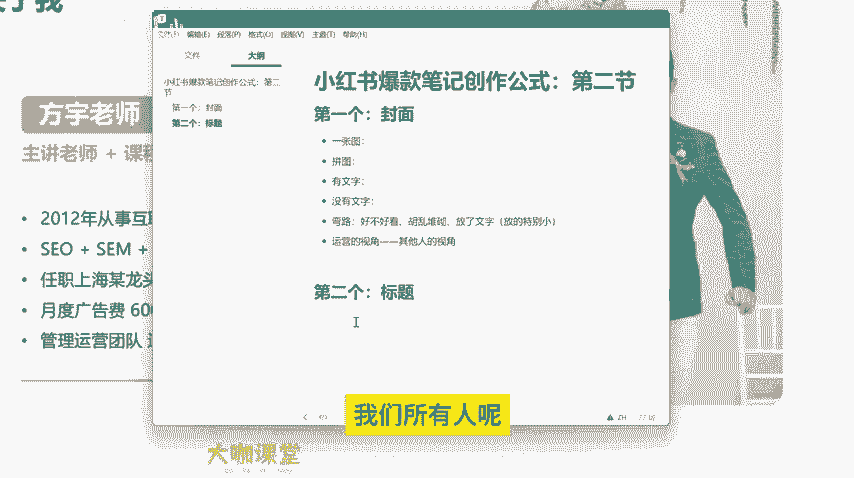 方宇老师
主讲老师 + 课
2012年从事互
SEO + SEM +
任职上海某龙头
月度广告费 600
管理运营团队
文件(F) 编辑(E) 段落(P) 格式(O) 视图(V) 主题(T) 帮助(H)
文件 大纲
小红书爆款笔记创作公式：第二节
第一个：封面
第二个：标题
小红书爆款笔记创作公式：第二节
第一个：封面
一张图：
拼图：
有文字：
没有文字：
弯路：好不好看、胡乱堆砌、放了文字（放的特别小）
运营的视角——其他人的视角
第二个：标题
我们所有人呢
大咖课堂